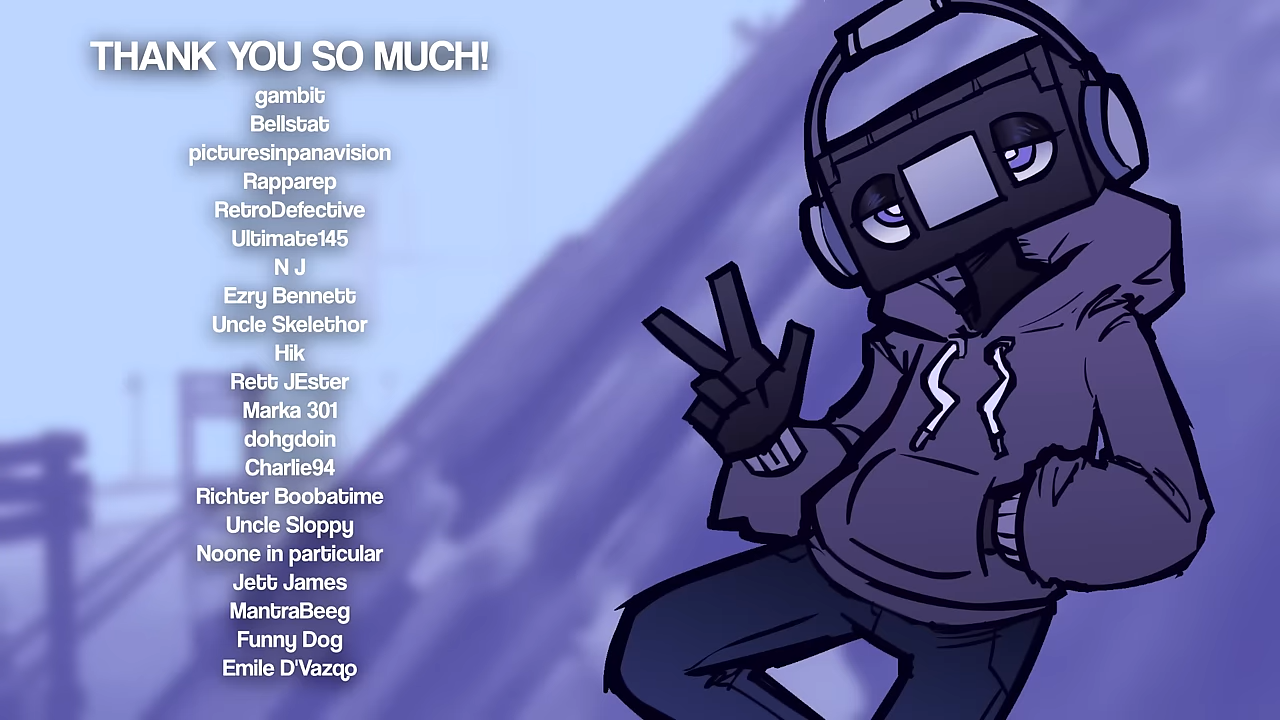 THANK YOU SO MUCH!
gambit
Bellstat
picturesinpanavision
Rapparep
RetroDefective
Ultimate145
N J
Ezry Bennett
Uncle Skelethor
Hik
Rett JEster
Marka 301
dohgdoin
Charlie94
Richter Boobatime
Uncle Sloppy
Noone in particular
Jett James
MantraBeeg
Funny Dog
Emile D'Vazqo